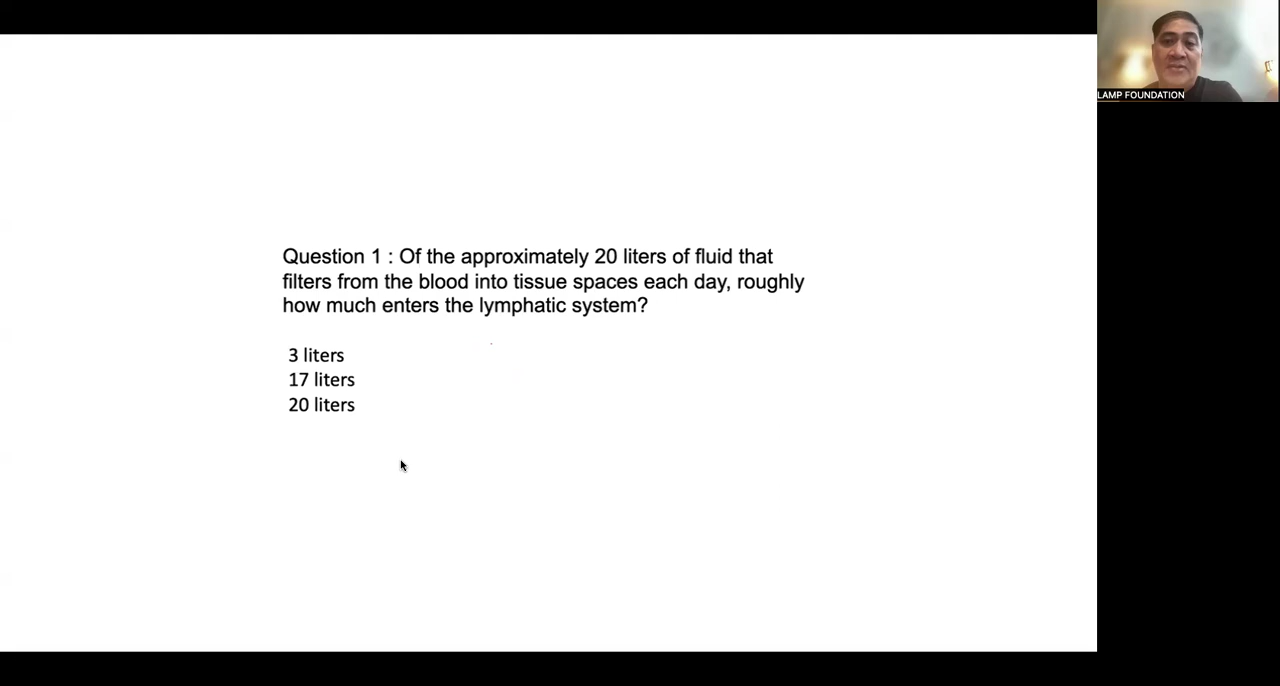 LAMP FOUNDATION
Question 1 : Of the approximately 20 liters of fluid that
filters from the blood into tissue spaces each day, roughly
how much enters the lymphatic system?
3 liters
17 liters
20 liters